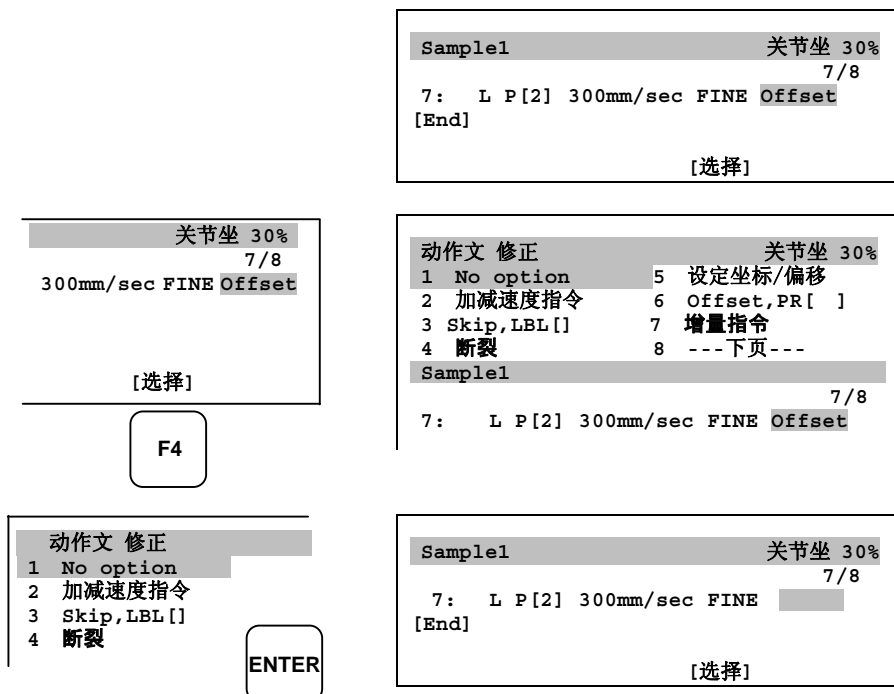 Sample1 关节坐 30%
7/8
7: L P[2] 300mm/sec FINE Offset
[End]
[选择]
关节坐 30%
7/8
300mm/sec FINE Offset
[选择]
F4
动作文 修正 关节坐 30%
1 No option 5 设定坐标/偏移
2 加减速度指令 6 Offset,PR[ ]
3 Skip,LBL[] 7 增量指令
4 断裂 8 ---下页---
Sample1
7/8
7: L P[2] 300mm/sec FINE Offset
动作文 修正
1 No option
2 加减速度指令
3 Skip,LBL[]
4 断裂
ENTER
Sample1 关节坐 30%
7/8
7: L P[2] 300mm/sec FINE
[End]
[选择]